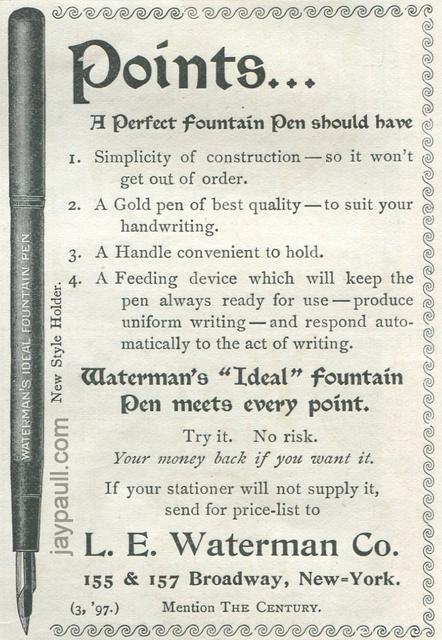 Points...
A Perfect Fountain Pen should have
1. Simplicity of construction — so it won't
get out of order.
2. A Gold pen of best quality — to suit your
handwriting.
3. A Handle convenient to hold.
4. A Feeding device which will keep the
pen always ready for use — produce
uniform writing — and respond auto-
matically to the act of writing.
Waterman's "Ideal" Fountain
Pen meets every point.
Try it. No risk.
Your money back if you want it.
If your stationer will not supply it,
send for price-list to
L. E. Waterman Co.
155 & 157 Broadway, New=York.
(3, '97.) Mention THE CENTURY.
WATERMAN'S IDEAL FOUNTAIN PEN
New Style Holder.
jaypaull.com